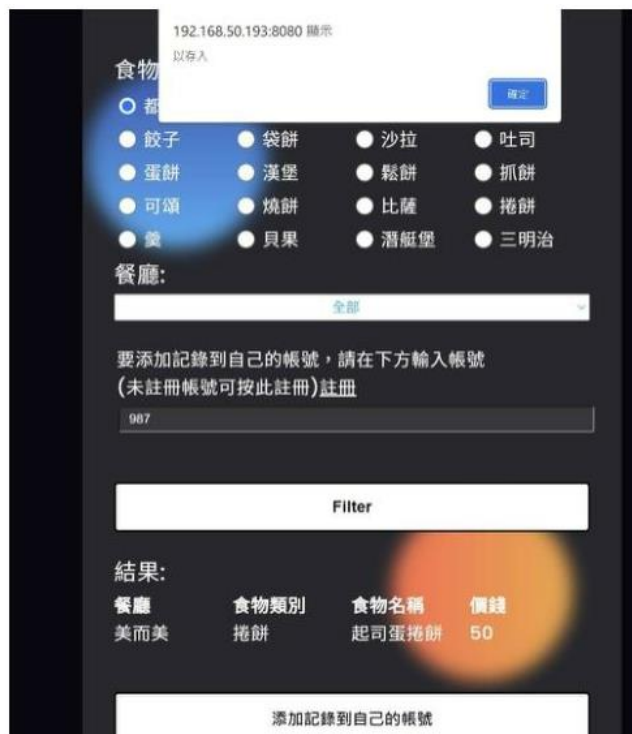 192.168.50.193:8080 顯示
以存入
確定
食物
都
餃子 袋餅 沙拉 吐司
蛋餅 漢堡 鬆餅 抓餅
可頌 燒餅 比薩 捲餅
羹 貝果 潛艇堡 三明治
餐廳:
全部
要添加記錄到自己的帳號，請在下方輸入帳號
(未註冊帳號可按此註冊)註冊
987
Filter
結果:
餐廳 食物類別 食物名稱 價錢
美而美 捲餅 起司蛋捲餅 50
添加記錄到自己的帳號